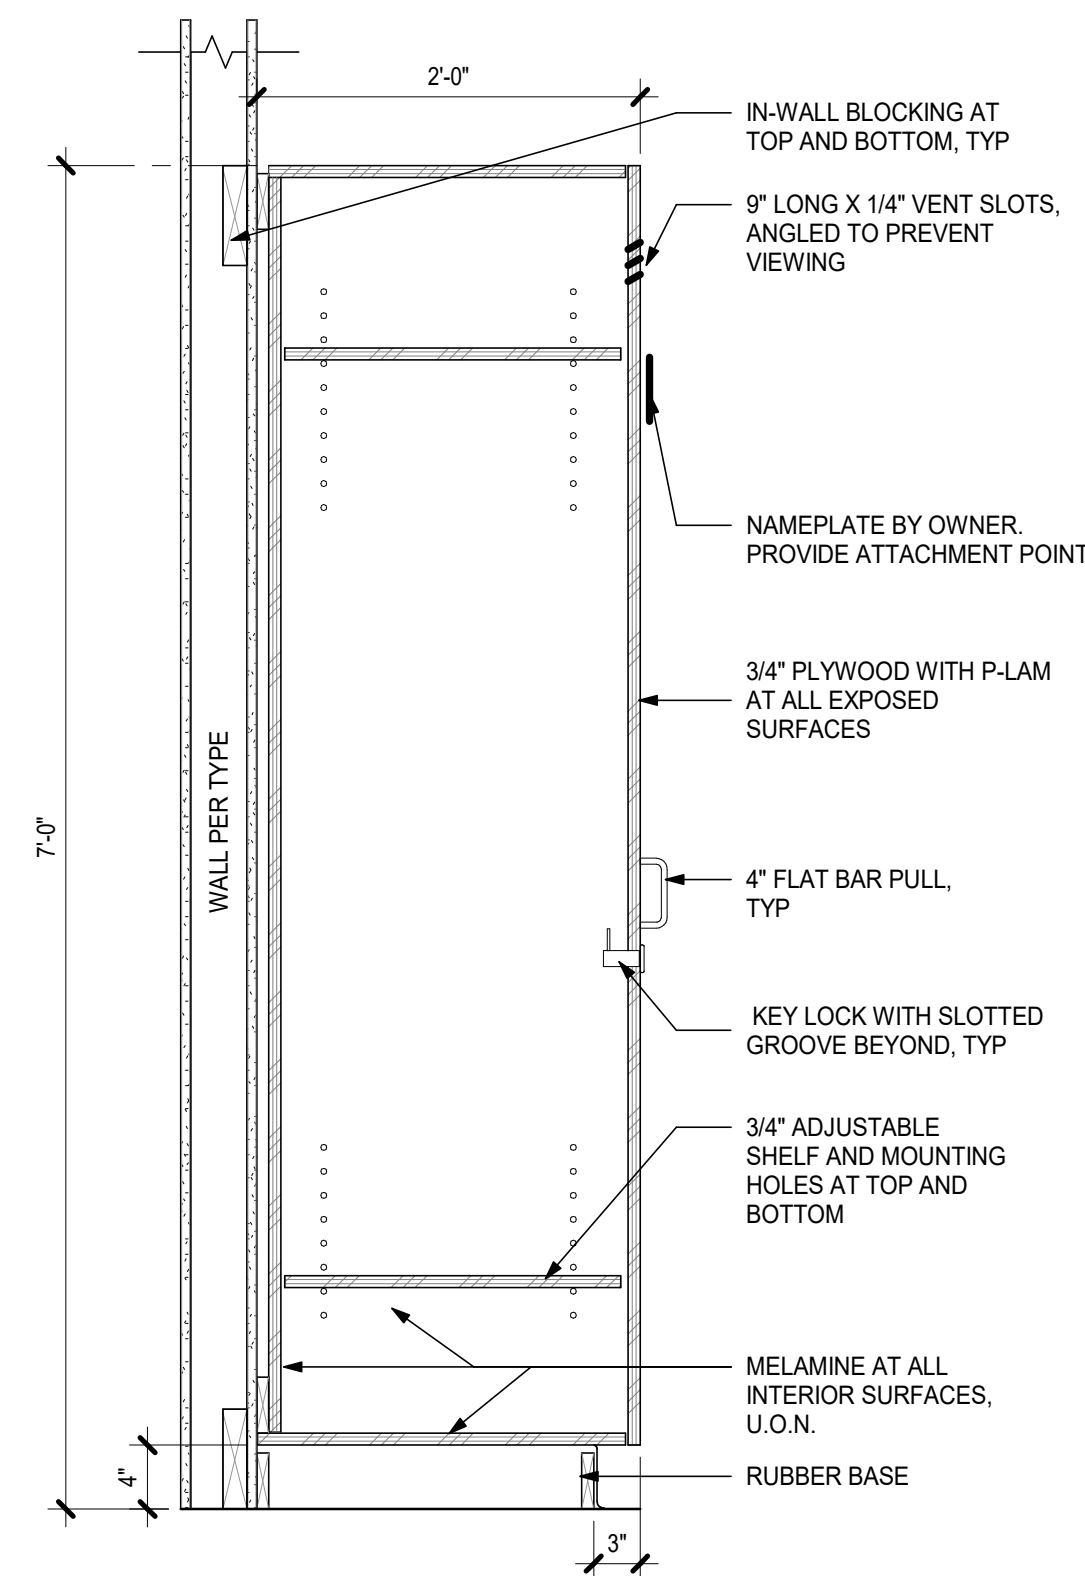 2'-0"
IN-WALL BLOCKING AT
TOP AND BOTTOM, TYP
9" LONG X 1/4" VENT SLOTS,
ANGLED TO PREVENT
VIEWING
NAMEPLATE BY OWNER.
PROVIDE ATTACHMENT POINT
3/4" PLYWOOD WITH P-LAM
AT ALL EXPOSED
SURFACES
WALL PER TYPE
7'-0"
4" FLAT BAR PULL,
TYP
KEY LOCK WITH SLOTTED
GROOVE BEYOND, TYP
3/4" ADJUSTABLE
SHELF AND MOUNTING
HOLES AT TOP AND
BOTTOM
MELAMINE AT ALL
INTERIOR SURFACES,
U.O.N.
4"
RUBBER BASE
3"